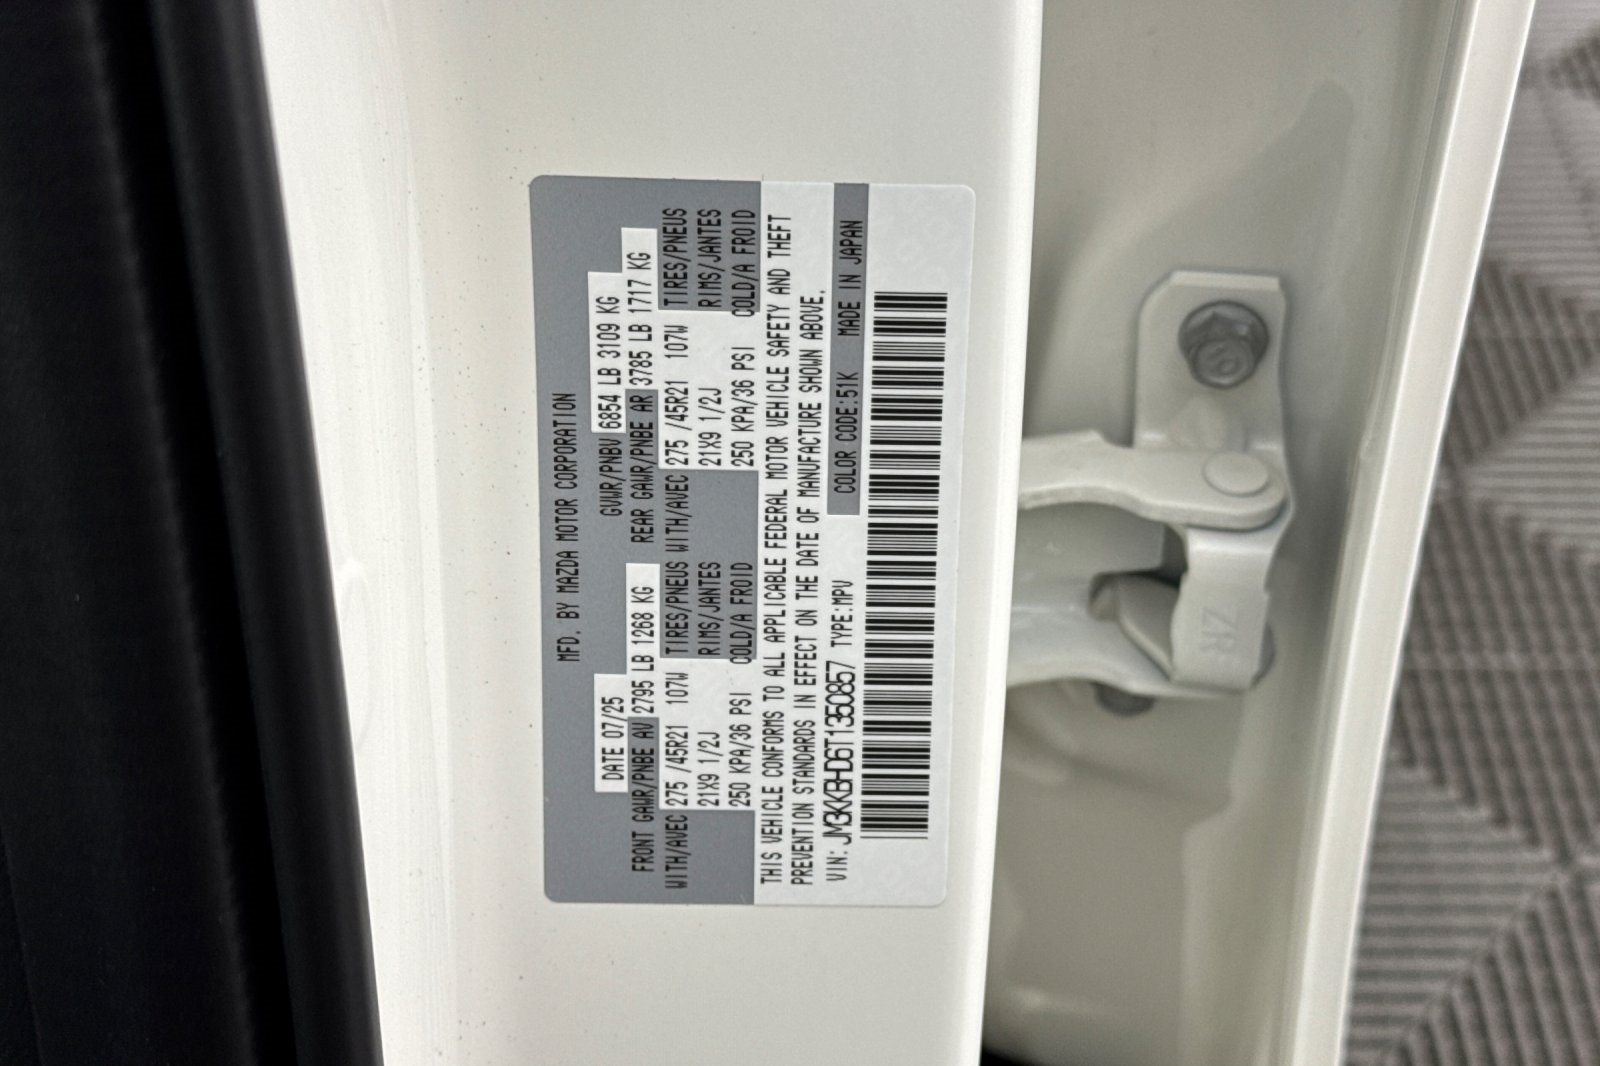 MFD. BY MAZDA MOTOR CORPORATION
DATE 07/25 GVWR/PNBV 6854 LB 3109 KG
FRONT GAWR/PNBE AV 2795 LB 1268 KG REAR GAWR/PNBE AR 3785 LB 1717 KG
WITH/AVEC 275 /45R21 107W TIRES/PNEUS WITH/AVEC 275 /45R21 107W TIRES/PNEUS
21X9 1/2J RIMS/JANTES 21X9 1/2J RIMS/JANTES
250 KPA/36 PSI COLD/A FROID 250 KPA/36 PSI COLD/A FROID
THIS VEHICLE CONFORMS TO ALL APPLICABLE FEDERAL MOTOR VEHICLE SAFETY AND THEFT
PREVENTION STANDARDS IN EFFECT ON THE DATE OF MANUFACTURE SHOWN ABOVE.
VIN: JM3KKBHD6T1350857 TYPE:MPV COLOR CODE:51K MADE IN JAPAN
ZR